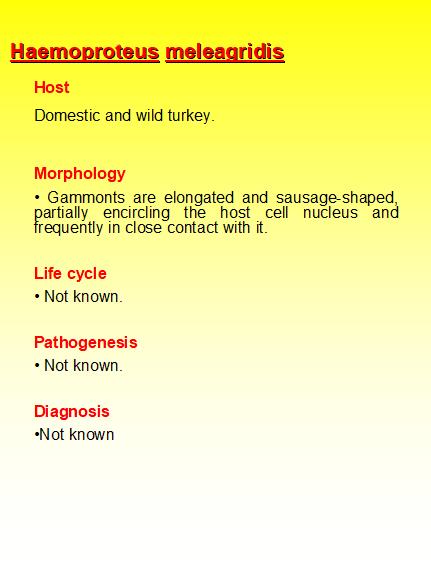 Haemoproteus meleagridis
Host
Domestic and wild turkey.
Morphology
• Gammonts are elongated and sausage-shaped,
partially encircling the host cell nucleus and
frequently in close contact with it.
Life cycle
• Not known.
Pathogenesis
• Not known.
Diagnosis
•Not known